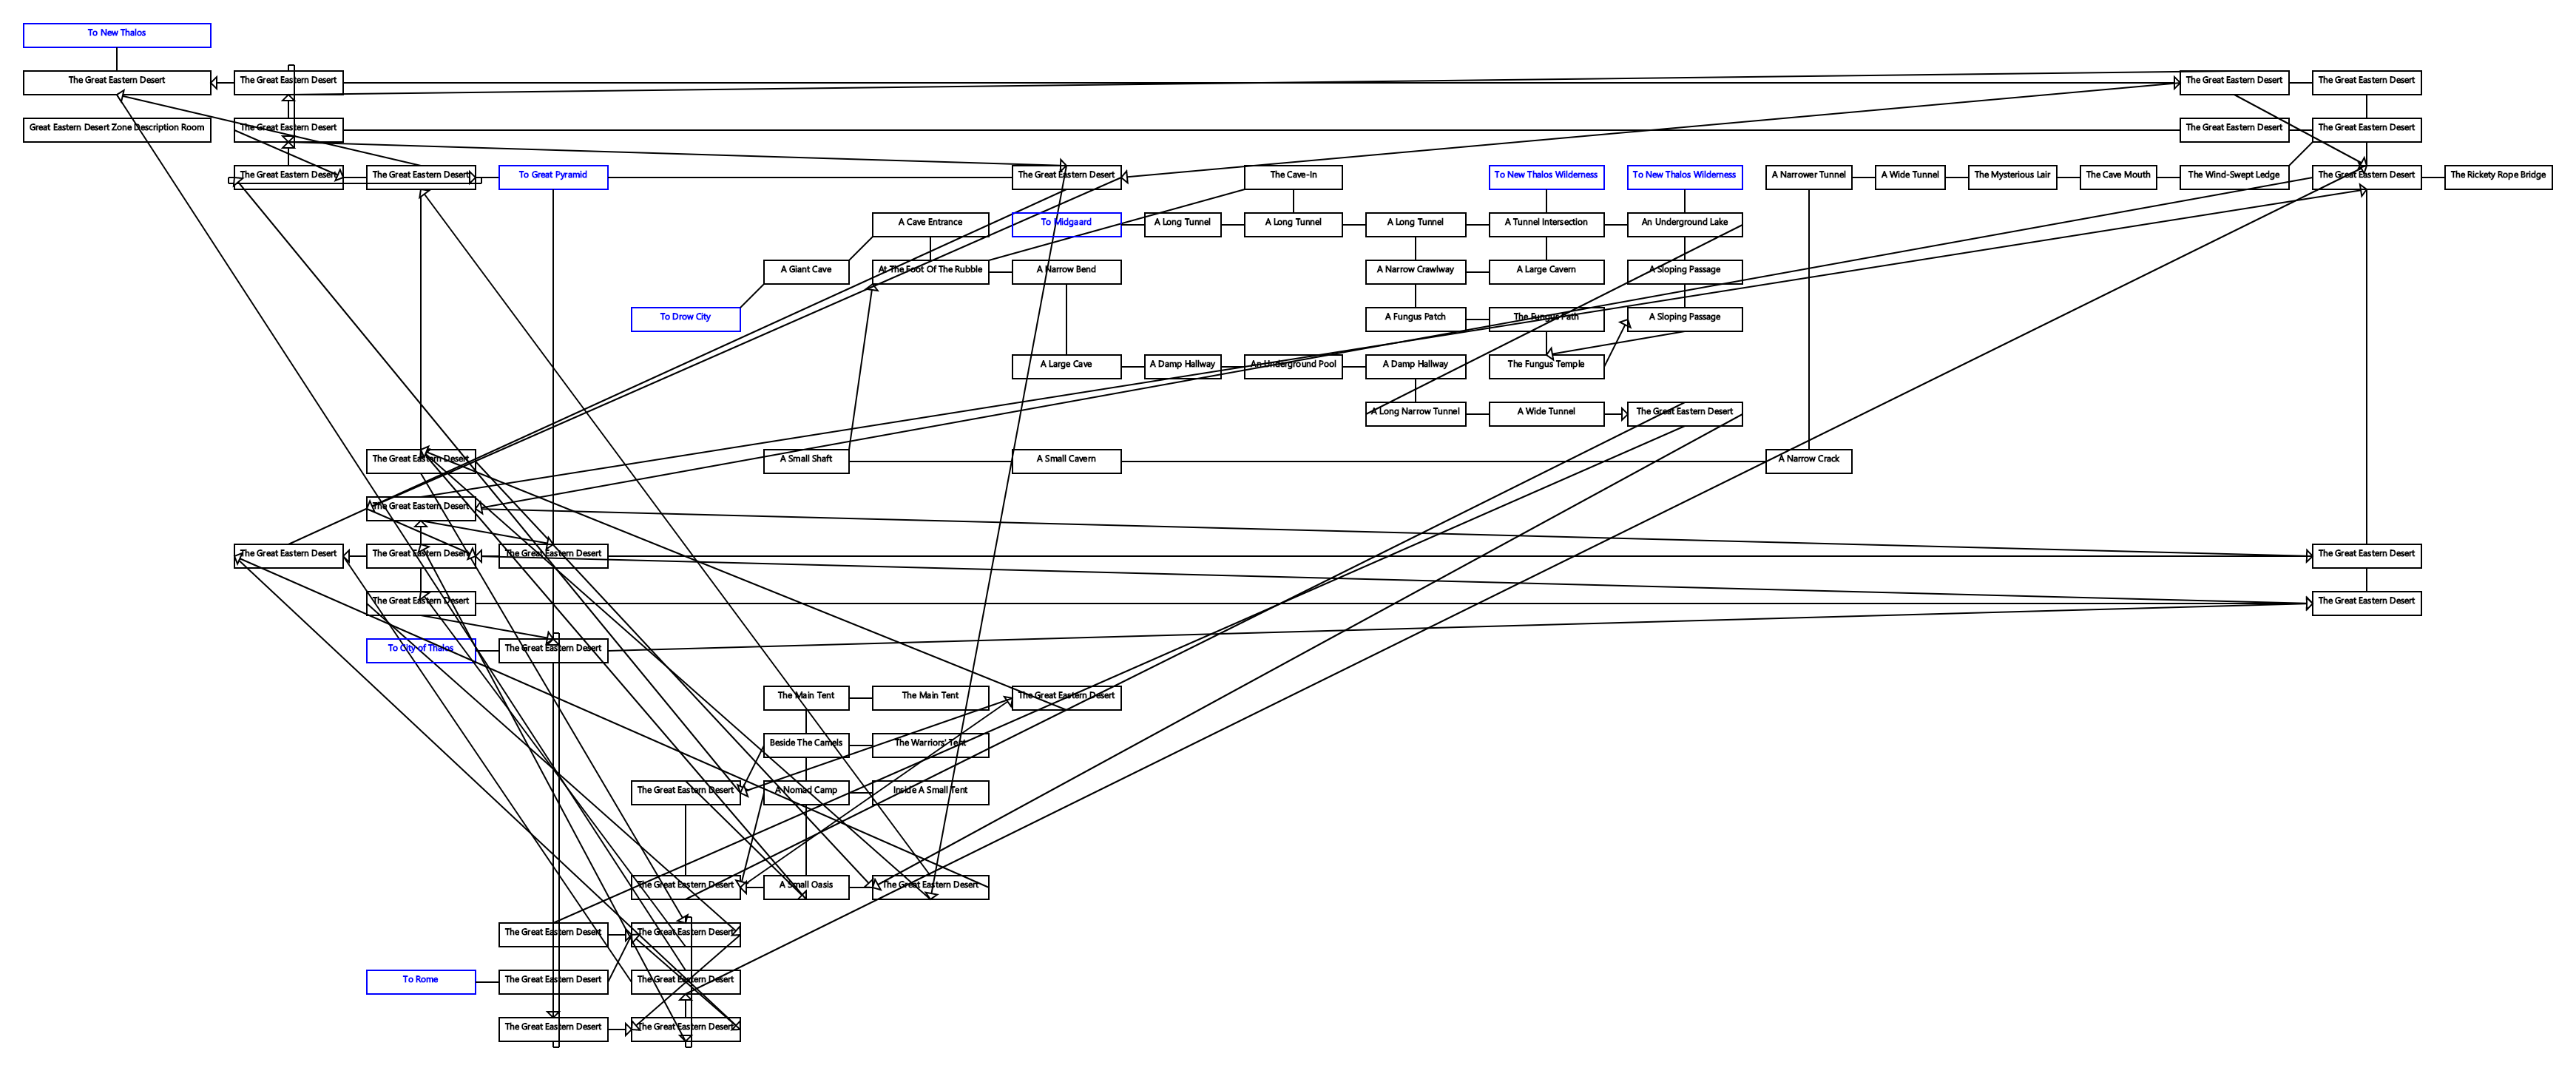 To New Thalos
The Great Eastern Desert
The Great Eastern Desert
The Great Eastern Desert
The Great Eastern Desert
Great Eastern Desert Zone Description Room
The Great Eastern Desert
The Great Eastern Desert
The Great Eastern Desert
The Great Eastern Desert
The Great Eastern Desert
To Great Pyramid
The Great Eastern Desert
The Cave-In
To New Thalos Wilderness
To New Thalos Wilderness
A Narrower Tunnel
A Wide Tunnel
The Mysterious Lair
The Cave Mouth
The Wind-Swept Ledge
The Great Eastern Desert
The Rickety Rope Bridge
A Cave Entrance
To Midgaard
A Long Tunnel
A Long Tunnel
A Long Tunnel
A Tunnel Intersection
An Underground Lake
A Giant Cave
At The Foot Of The Rubble
A Narrow Bend
A Narrow Crawlway
A Large Cavern
A Sloping Passage
To Drow City
A Fungus Patch
The Fungus Path
A Sloping Passage
A Large Cave
A Damp Hallway
An Underground Pool
A Damp Hallway
The Fungus Temple
A Long Narrow Tunnel
A Wide Tunnel
The Great Eastern Desert
The Great Eastern Desert
A Small Shaft
A Small Cavern
A Narrow Crack
The Great Eastern Desert
The Great Eastern Desert
The Great Eastern Desert
The Great Eastern Desert
The Great Eastern Desert
The Great Eastern Desert
The Great Eastern Desert
To City of Thalos
The Great Eastern Desert
The Main Tent
The Main Tent
The Great Eastern Desert
Beside The Camels
The Warriors' Tent
The Great Eastern Desert
A Nomad Camp
Inside A Small Tent
The Great Eastern Desert
A Small Oasis
The Great Eastern Desert
The Great Eastern Desert
The Great Eastern Desert
To Rome
The Great Eastern Desert
The Great Eastern Desert
The Great Eastern Desert
The Great Eastern Desert